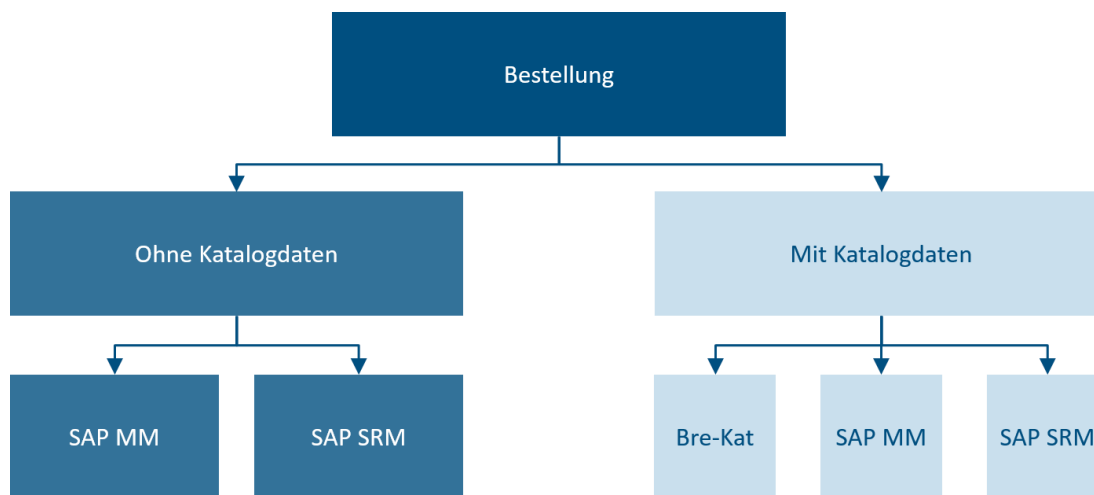 Bestellung
Ohne Katalogdaten
Mit Katalogdaten
SAP MM
SAP SRM
Bre-Kat
SAP MM
SAP SRM